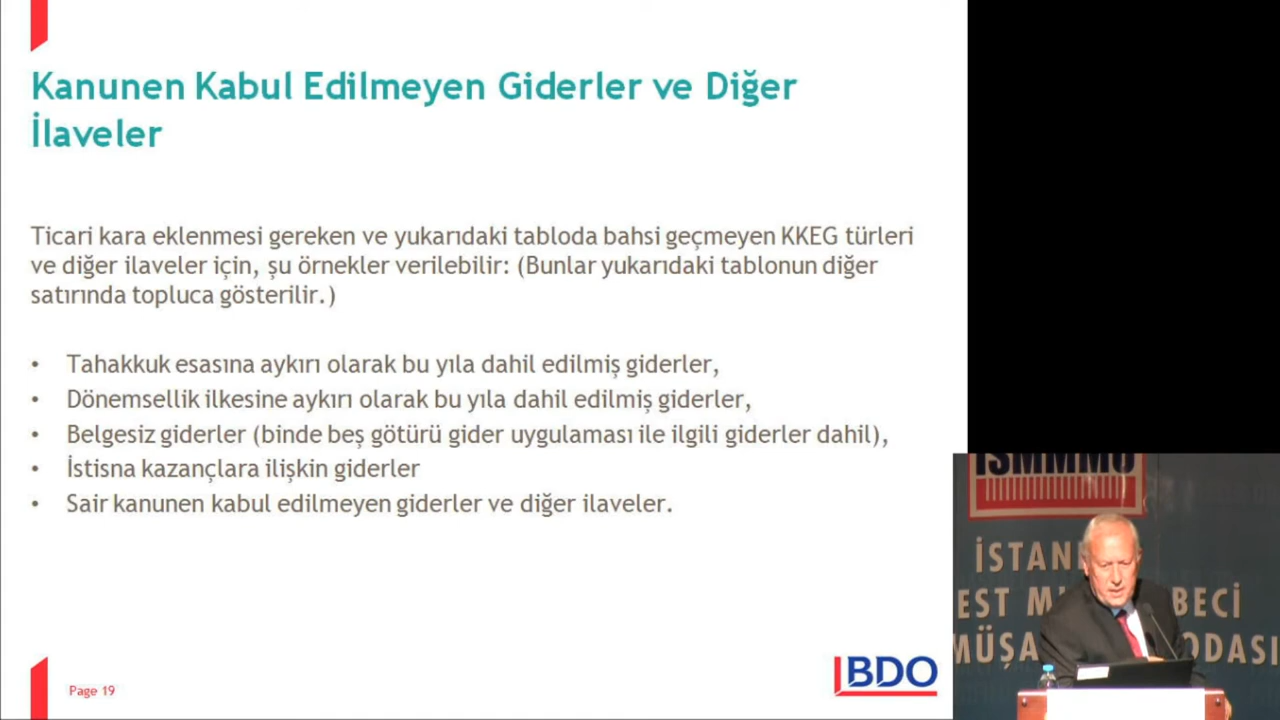 Kanunen Kabul Edilmeyen Giderler ve Diğer
İlaveler
Ticari kara eklenmesi gereken ve yukarıdaki tabloda bahsi geçmeyen KKEG türleri
ve diğer ilaveler için, şu örnekler verilebilir: (Bunlar yukarıdaki tablonun diğer
satırında topluca gösterilir.)
• Tahakkuk esasına aykırı olarak bu yıla dahil edilmiş giderler,
• Dönemsellik ilkesine aykırı olarak bu yıla dahil edilmiş giderler,
• Belgesiz giderler (binde beş götürü gider uygulaması ile ilgili giderler dahil),
• İstisna kazançlara ilişkin giderler
• Sair kanunen kabul edilmeyen giderler ve diğer ilaveler.
Page 19
BDO
İSMMMO
İSTAN
EST M BECİ
MÜŞA ODASI